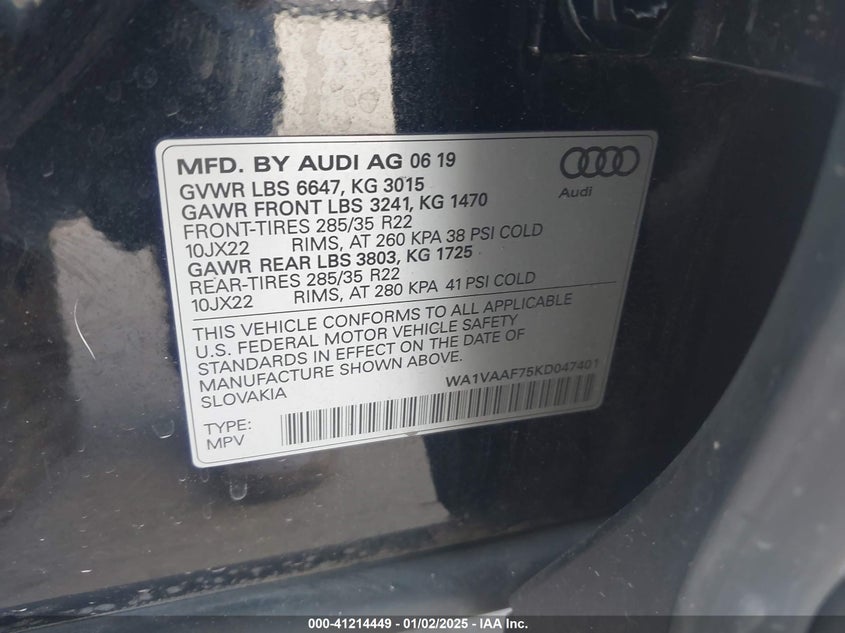 MFD. BY AUDI AG 06 19
Audi
GVWR LBS 6647, KG 3015
GAWR FRONT LBS 3241, KG 1470
FRONT-TIRES 285/35 R22
10JX22 RIMS, AT 260 KPA 38 PSI COLD
GAWR REAR LBS 3803, KG 1725
REAR-TIRES 285/35 R22
10JX22 RIMS, AT 280 KPA 41 PSI COLD
THIS VEHICLE CONFORMS TO ALL APPLICABLE
U.S. FEDERAL MOTOR VEHICLE SAFETY
STANDARDS IN EFFECT ON THE DATE OF
MANUFACTURE SHOWN ABOVE.
SLOVAKIA
WA1VAAF75KD047401
TYPE:
MPV
000-41214449 - 01/02/2025 - IAA Inc.